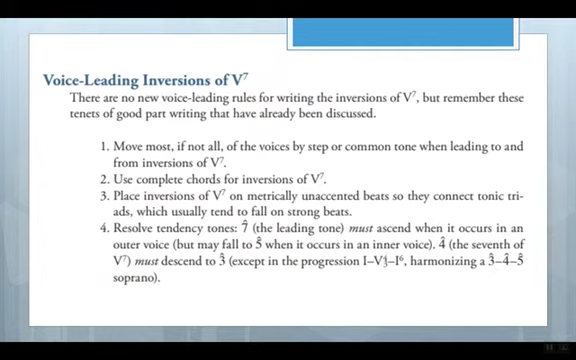 Voice-Leading Inversions of V⁷
There are no new voice-leading rules for writing the inversions of V⁷, but remember these
tenets of good part writing that have already been discussed.
1. Move most, if not all, of the voices by step or common tone when leading to and
from inversions of V⁷.
2. Use complete chords for inversions of V⁷.
3. Place inversions of V⁷ on metrically unaccented beats so they connect tonic tri-
ads, which usually tend to fall on strong beats.
4. Resolve tendency tones: 7̂ (the leading tone) must ascend when it occurs in an
outer voice (but may fall to 5̂ when it occurs in an inner voice). 4̂ (the seventh of
V⁷) must descend to 3̂ (except in the progression I–V⁴₃–I⁶, harmonizing a 3̂–4̂–5̂
soprano).